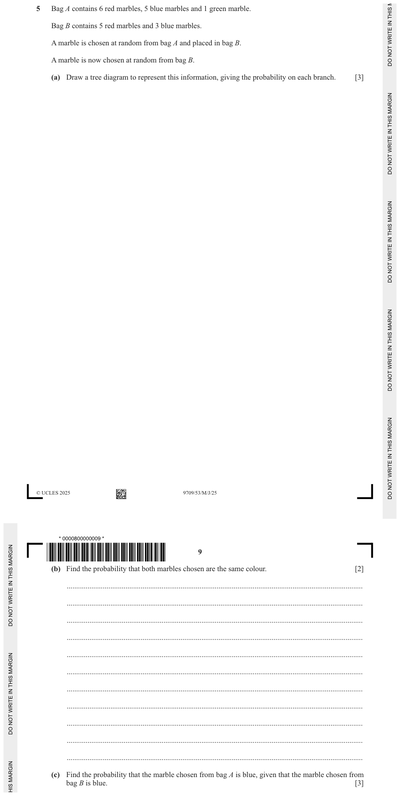 5 Bag A contains 6 red marbles, 5 blue marbles and 1 green marble.
Bag B contains 5 red marbles and 3 blue marbles.
A marble is chosen at random from bag A and placed in bag B.
A marble is now chosen at random from bag B.
(a) Draw a tree diagram to represent this information, giving the probability on each branch. [3]
DO NOT WRITE IN THIS MARGIN
DO NOT WRITE IN THIS MARGIN
DO NOT WRITE IN THIS MARGIN
DO NOT WRITE IN THIS MARGIN
DO NOT WRITE IN THIS MARGIN
© UCLES 2025 9709/53/M/J/25
* 0000800000009 *
9
(b) Find the probability that both marbles chosen are the same colour. [2]
(c) Find the probability that the marble chosen from bag A is blue, given that the marble chosen from
bag B is blue. [3]
DO NOT WRITE IN THIS MARGIN
DO NOT WRITE IN THIS MARGIN
HIS MARGIN